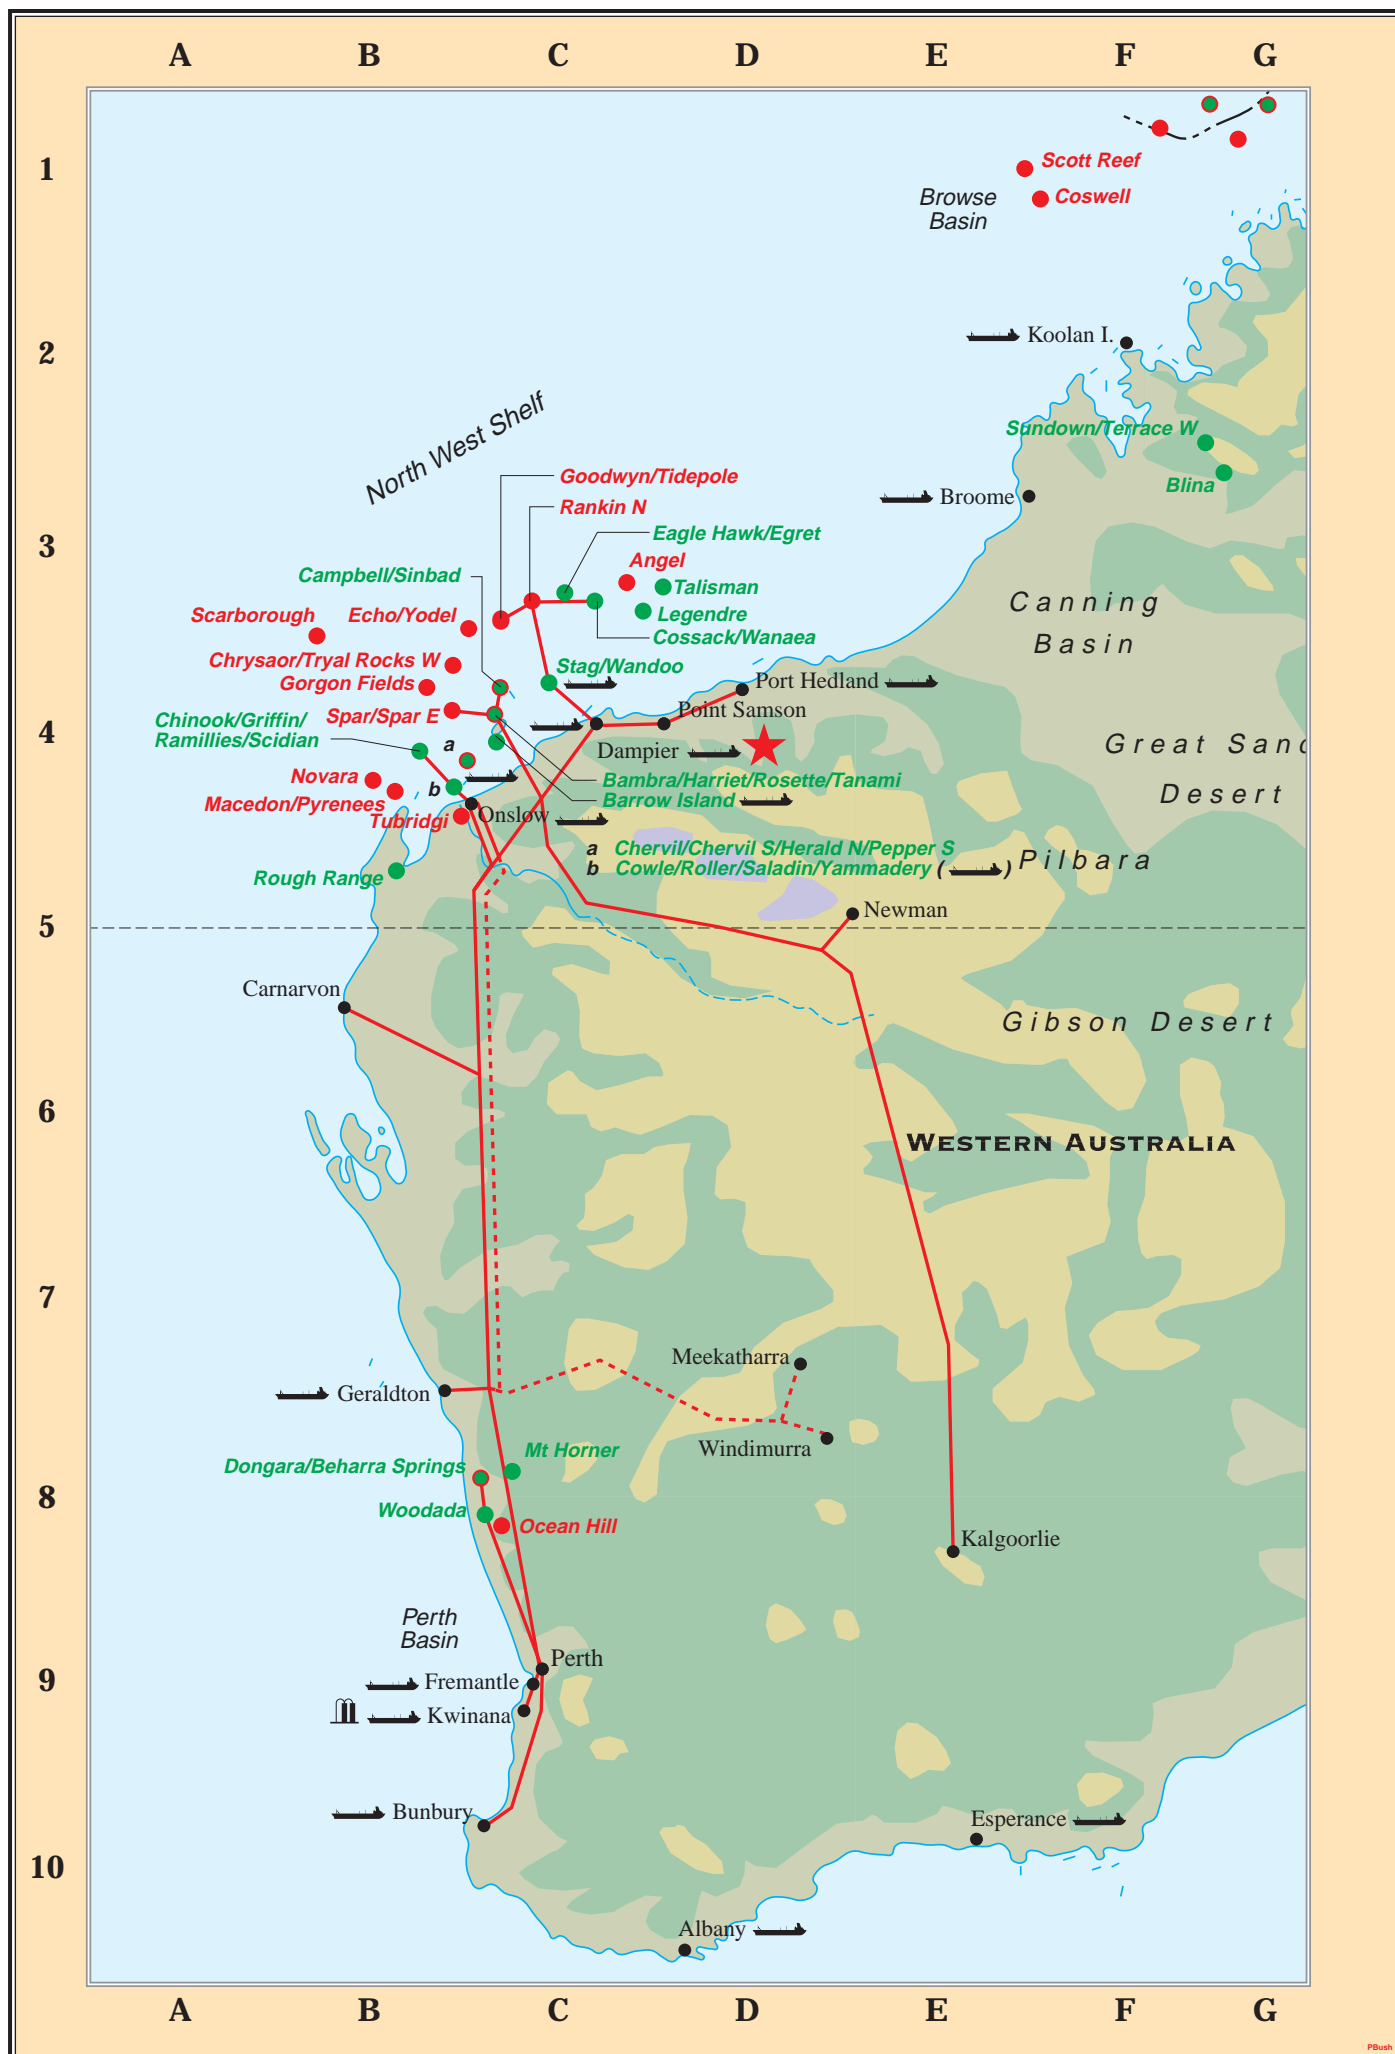 A B C D E F G
1
Scott Reef
Coswell
Browse
Basin
2
Koolan I.
North West Shelf
Sundown/Terrace W
Blina
Goodwyn/Tidepole
Rankin N
Broome
3
Eagle Hawk/Egret
Angel
Campbell/Sinbad
Talisman
Canning
Basin
Scarborough
Echo/Yodel
Legendre
Cossack/Wanaea
Chrysaor/Tryal Rocks W
Stag/Wandoo
Gorgon Fields
Port Hedland
Spar/Spar E
Point Samson
Chinook/Griffin/
Ramillies/Scidian
4
a
Dampier
Great Sand
Desert
Novara
b
Bambra/Harriet/Rosette/Tanami
Macedon/Pyrenees
Barrow Island
Tubridgi
Onslow
a Chervil/Chervil S/Herald N/Pepper S
b Cowle/Roller/Saladin/Yammadery ( )
Pilbara
Rough Range
Newman
5
Carnarvon
Gibson Desert
6
WESTERN AUSTRALIA
7
Meekatharra
Geraldton
Windimurra
Mt Horner
Dongara/Beharra Springs
8
Woodada
Ocean Hill
Kalgoorlie
Perth
Basin
Perth
9
Fremantle
Kwinana
Bunbury
Esperance
10
Albany
A B C D E F G
PBush